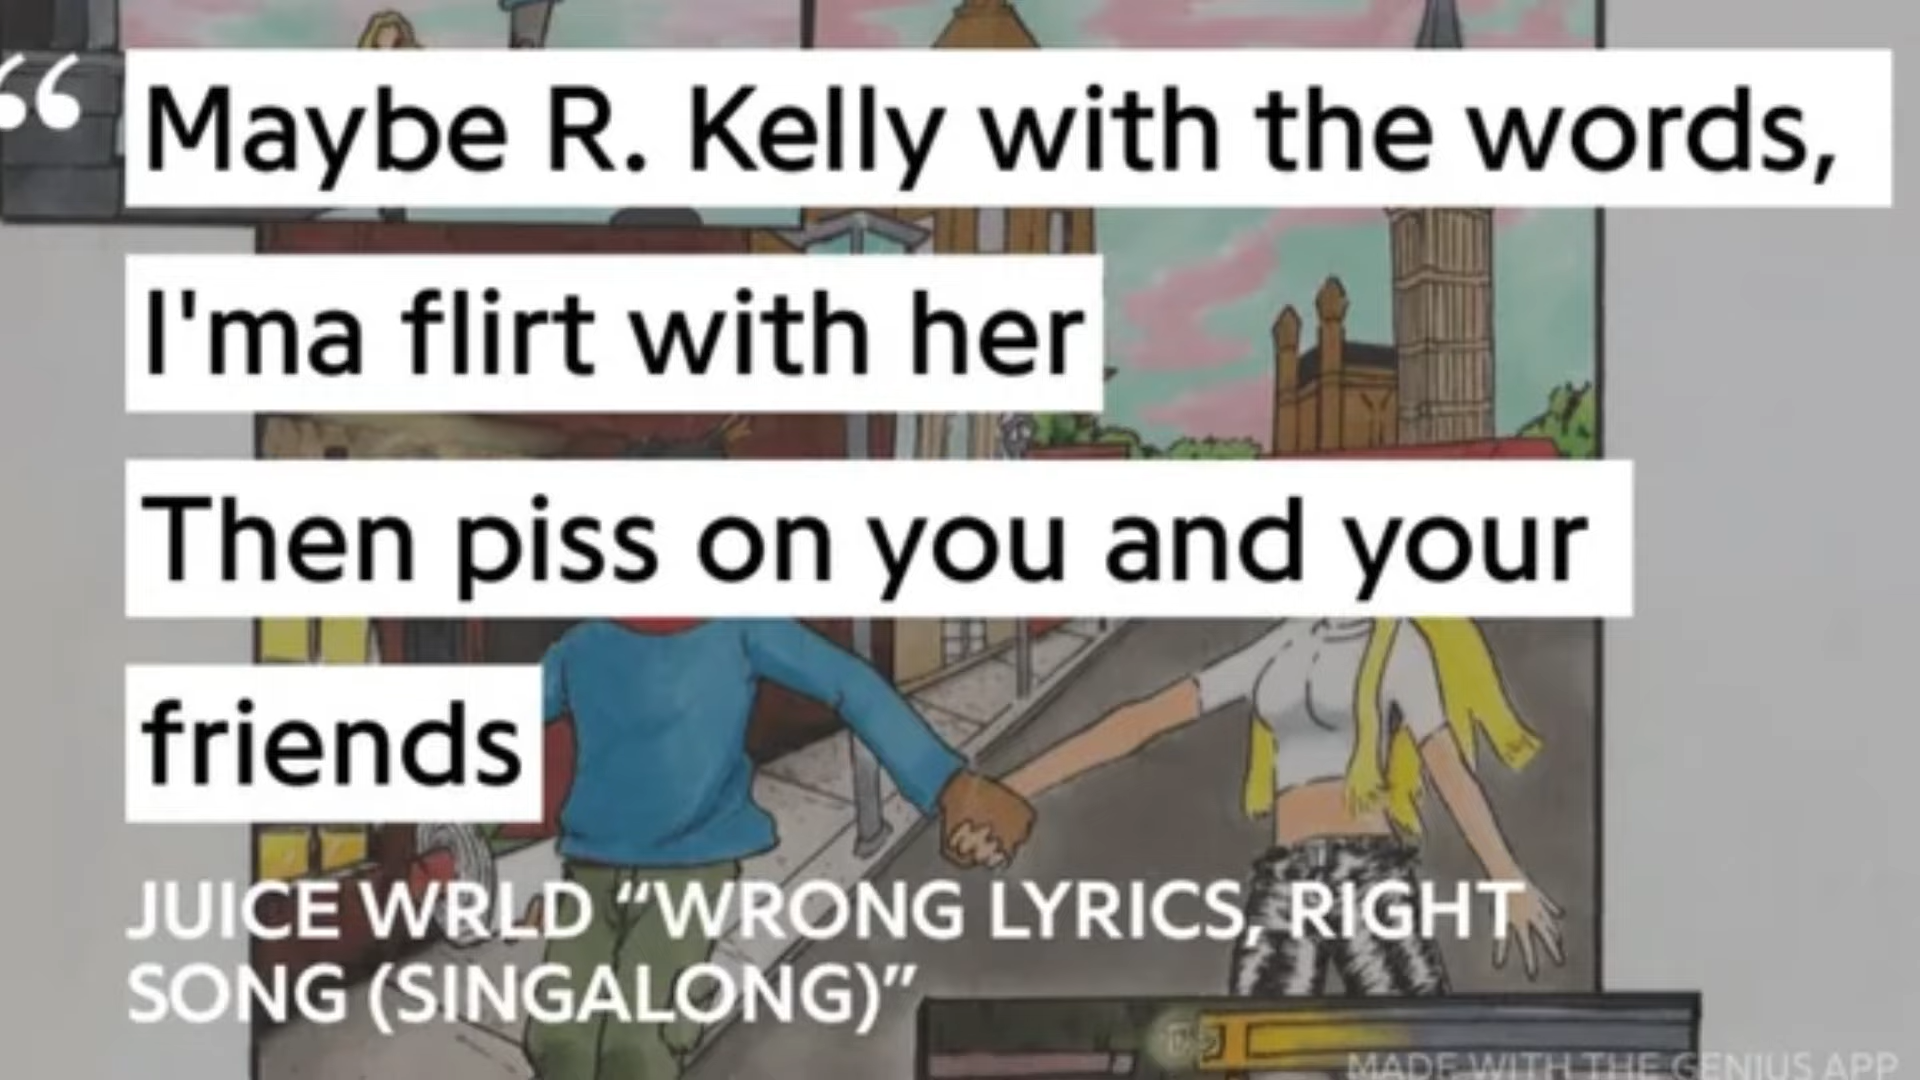 “
Maybe R. Kelly with the words,
I'ma flirt with her
Then piss on you and your
friends
JUICE WRLD “WRONG LYRICS, RIGHT
SONG (SINGALONG)”
MADE WITH THE GENIUS APP